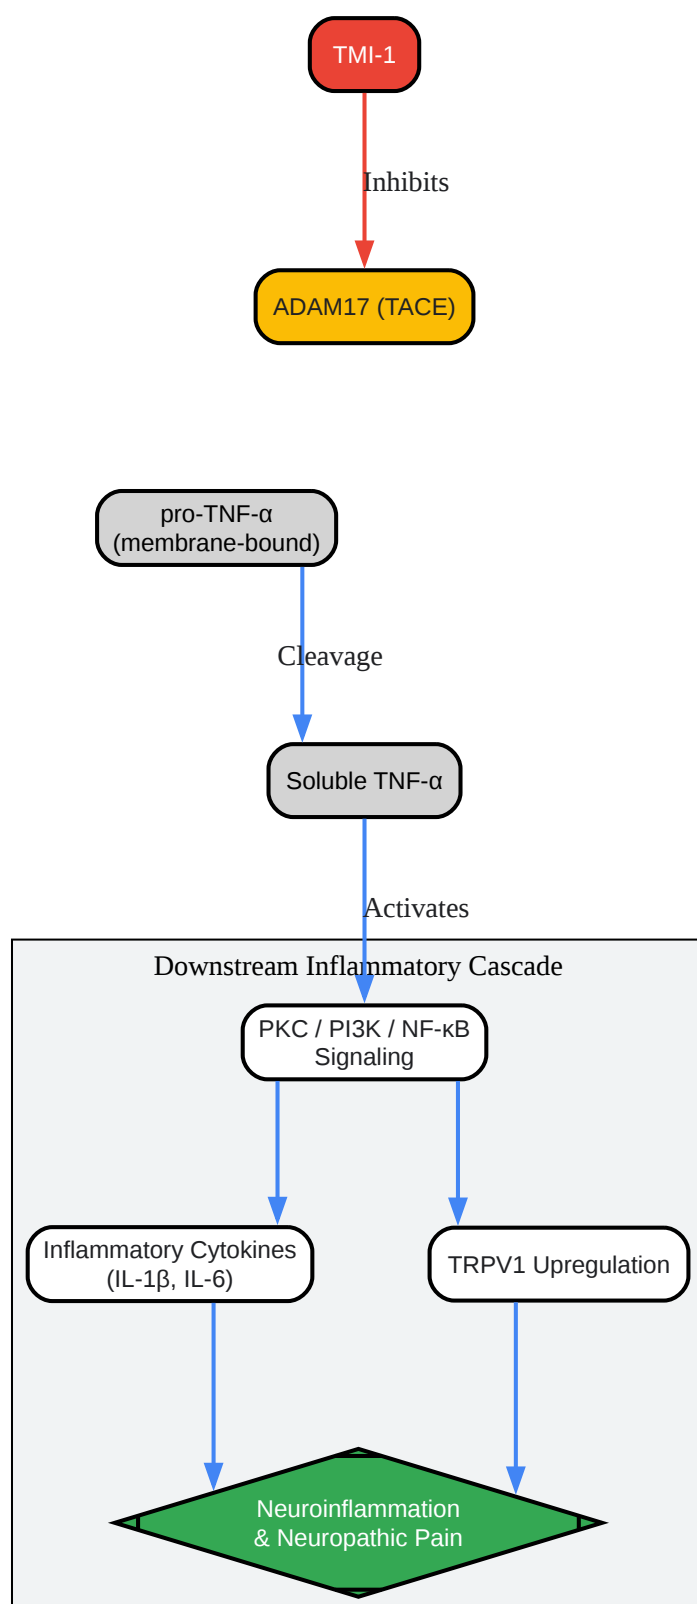 TMI-1
Inhibits
ADAM17 (TACE)
pro-TNF-α
(membrane-bound)
Cleavage
Soluble TNF-α
Activates
Downstream Inflammatory Cascade
PKC / PI3K / NF-κB
Signaling
Inflammatory Cytokines
(IL-1β, IL-6)
TRPV1 Upregulation
Neuroinflammation
& Neuropathic Pain